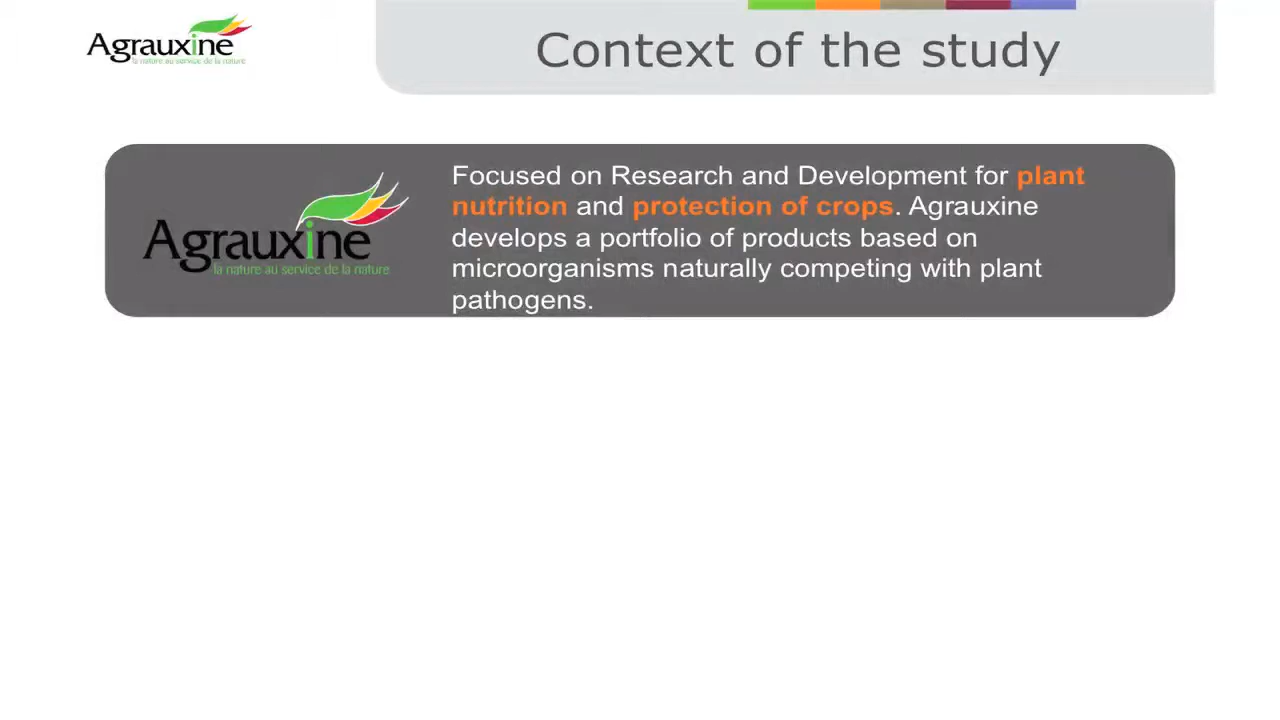 Agrauxine
la nature au service de la nature
Context of the study
Agrauxine
la nature au service de la nature
Focused on Research and Development for plant
nutrition and protection of crops. Agrauxine
develops a portfolio of products based on
microorganisms naturally competing with plant
pathogens.